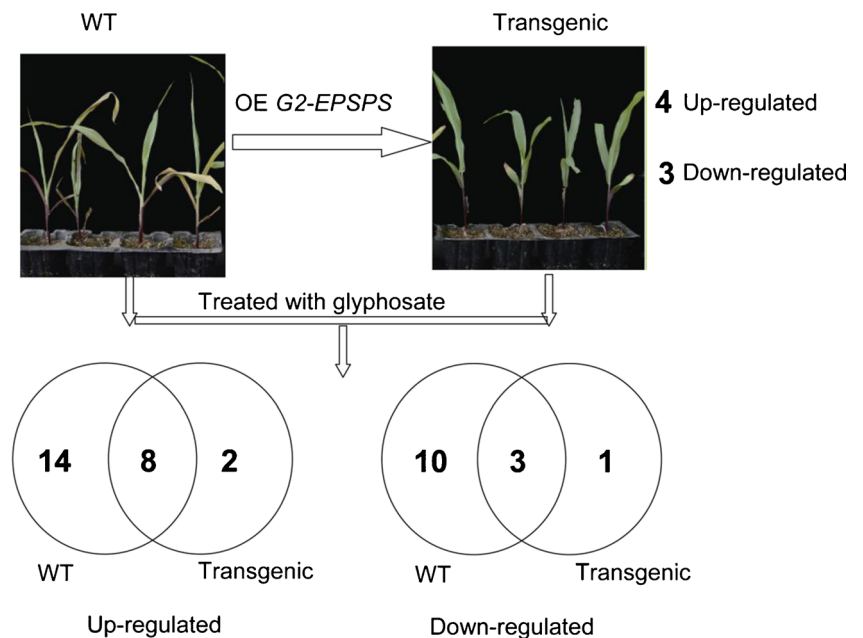 WT
Transgenic
OE G2-EPSPS
4 Up-regulated
3 Down-regulated
Treated with glyphosate
14 8 2
10 3 1
WT
Transgenic
WT
Transgenic
Up-regulated
Down-regulated